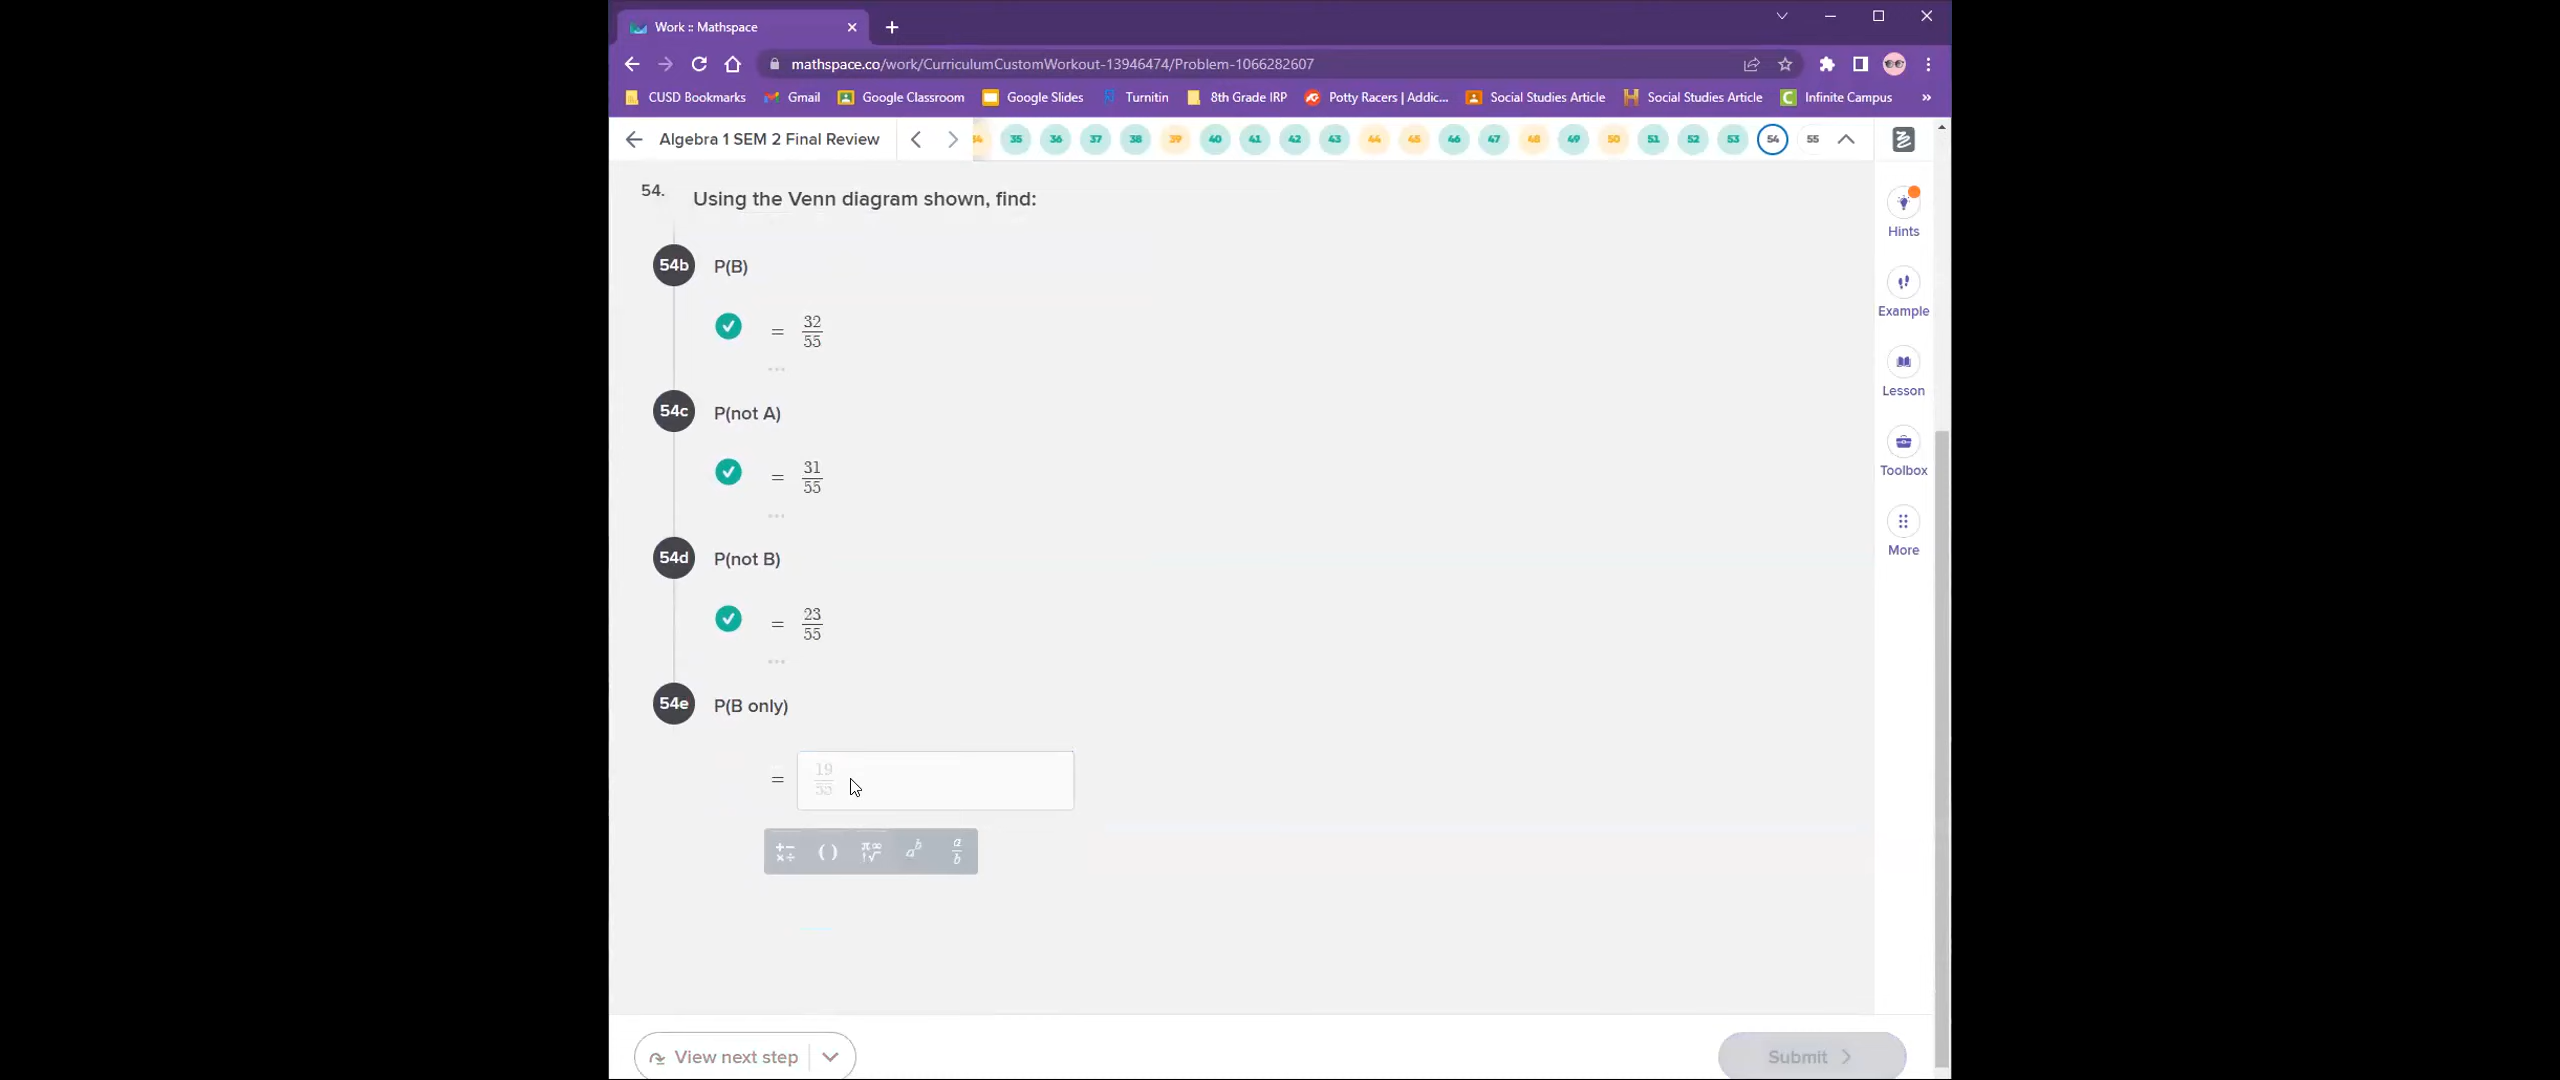 Work :: Mathspace
mathspace.co/work/CurriculumCustomWorkout-13946474/Problem-1066282607
CUSD Bookmarks Gmail Google Classroom Google Slides Turnitin 8th Grade IRP Potty Racers | Addic... Social Studies Article Social Studies Article Infinite Campus »
Algebra 1 SEM 2 Final Review 34 35 36 37 38 39 40 41 42 43 44 45 46 47 48 49 50 51 52 53 54 55
54. Using the Venn diagram shown, find:
Hints
54b P(B)
= 32/55
...
Example
Lesson
54c P(not A)
= 31/55
...
Toolbox
More
54d P(not B)
= 23/55
...
54e P(B only)
= 19/55
+− ×÷ ( ) π∞ !√ a^b a/b
View next step
Submit